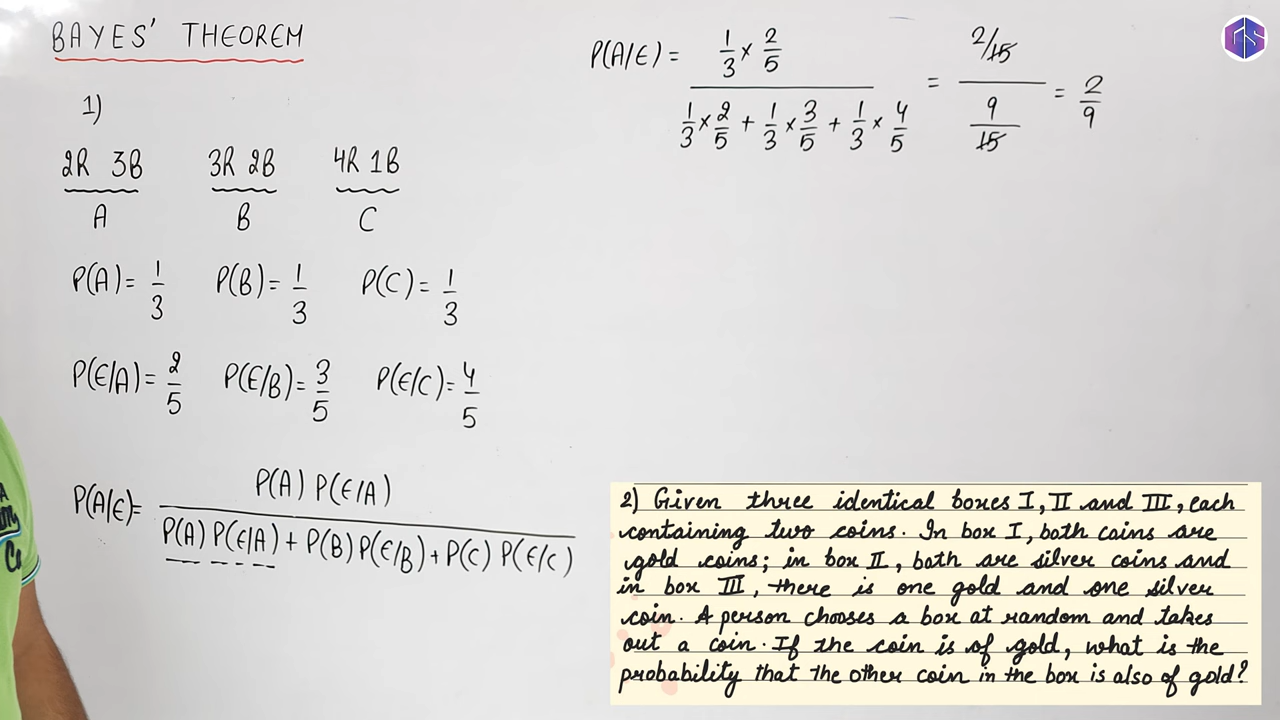 BAYES' THEOREM
1)
2R 3B 3R 2B 4R 1B
A B C
P(A) = 1/3 P(B) = 1/3 P(C) = 1/3
P(E/A) = 2/5 P(E/B) = 3/5 P(E/C) = 4/5
P(A/E) = P(A) P(E/A) / P(A) P(E/A) + P(B) P(E/B) + P(C) P(E/C)
P(A/E) = 1/3 × 2/5 / 1/3 × 2/5 + 1/3 × 3/5 + 1/3 × 4/5 = 2/15 / 9/15 = 2/9
2) Given three identical boxes I, II and III, each
containing two coins. In box I, both coins are
gold coins; in box II, both are silver coins and
in box III, there is one gold and one silver
coin. A person chooses a box at random and takes
out a coin. If the coin is of gold, what is the
probability that the other coin in the box is also of gold?